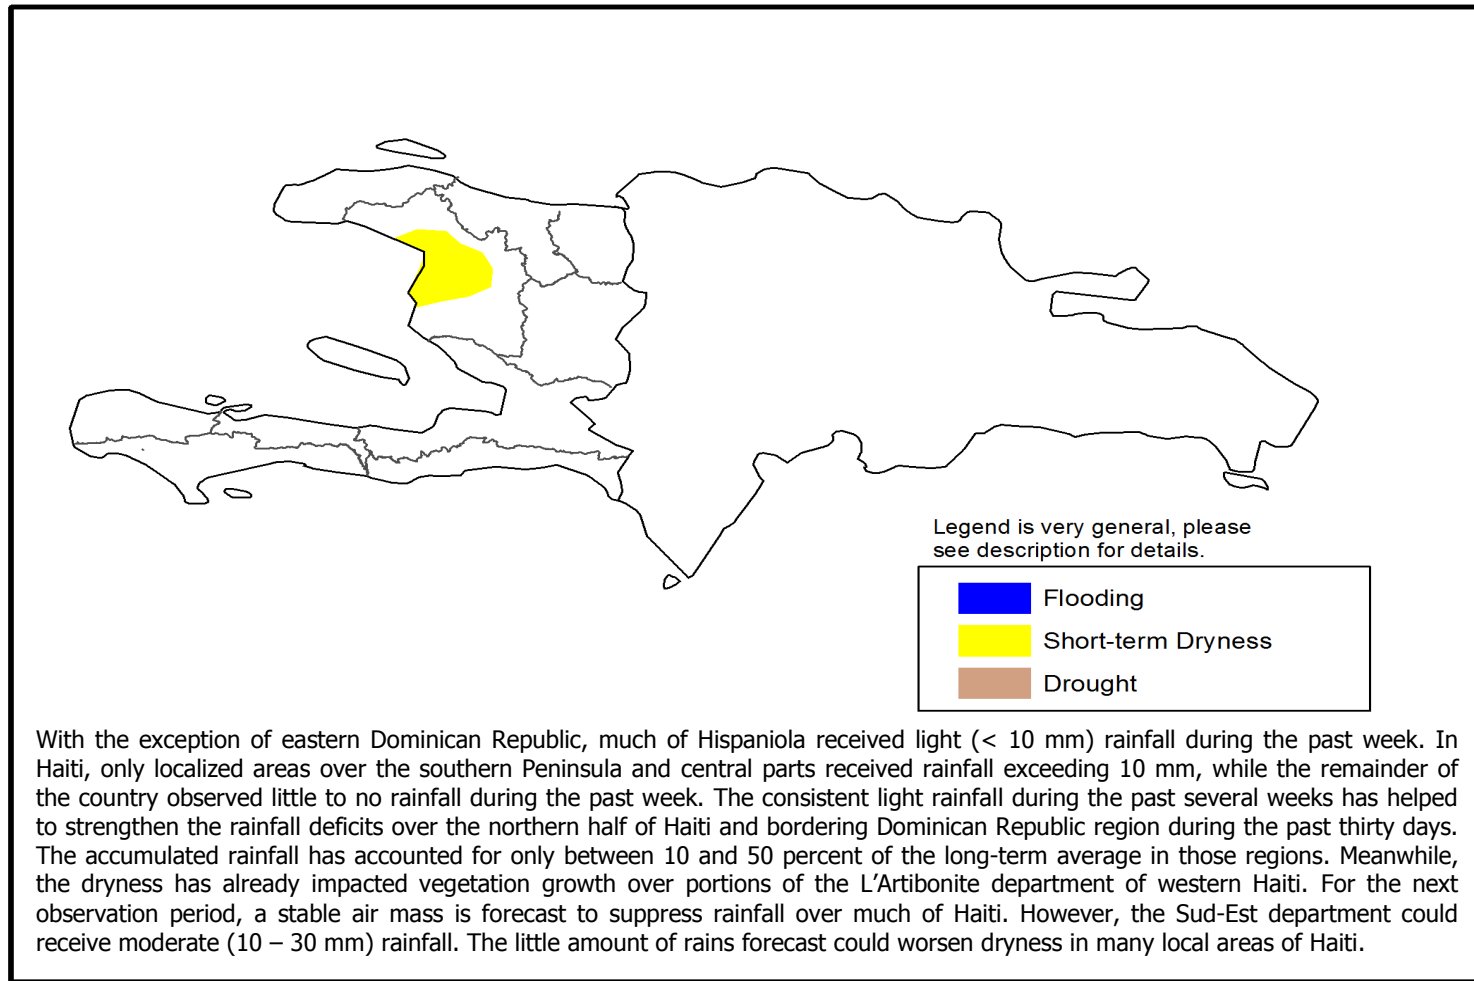 Legend is very general, please
see description for details.
Flooding
Short-term Dryness
Drought
With the exception of eastern Dominican Republic, much of Hispaniola received light (< 10 mm) rainfall during the past week. In
Haiti, only localized areas over the southern Peninsula and central parts received rainfall exceeding 10 mm, while the remainder of
the country observed little to no rainfall during the past week. The consistent light rainfall during the past several weeks has helped
to strengthen the rainfall deficits over the northern half of Haiti and bordering Dominican Republic region during the past thirty days.
The accumulated rainfall has accounted for only between 10 and 50 percent of the long-term average in those regions. Meanwhile,
the dryness has already impacted vegetation growth over portions of the L’Artibonite department of western Haiti. For the next
observation period, a stable air mass is forecast to suppress rainfall over much of Haiti. However, the Sud-Est department could
receive moderate (10 – 30 mm) rainfall. The little amount of rains forecast could worsen dryness in many local areas of Haiti.